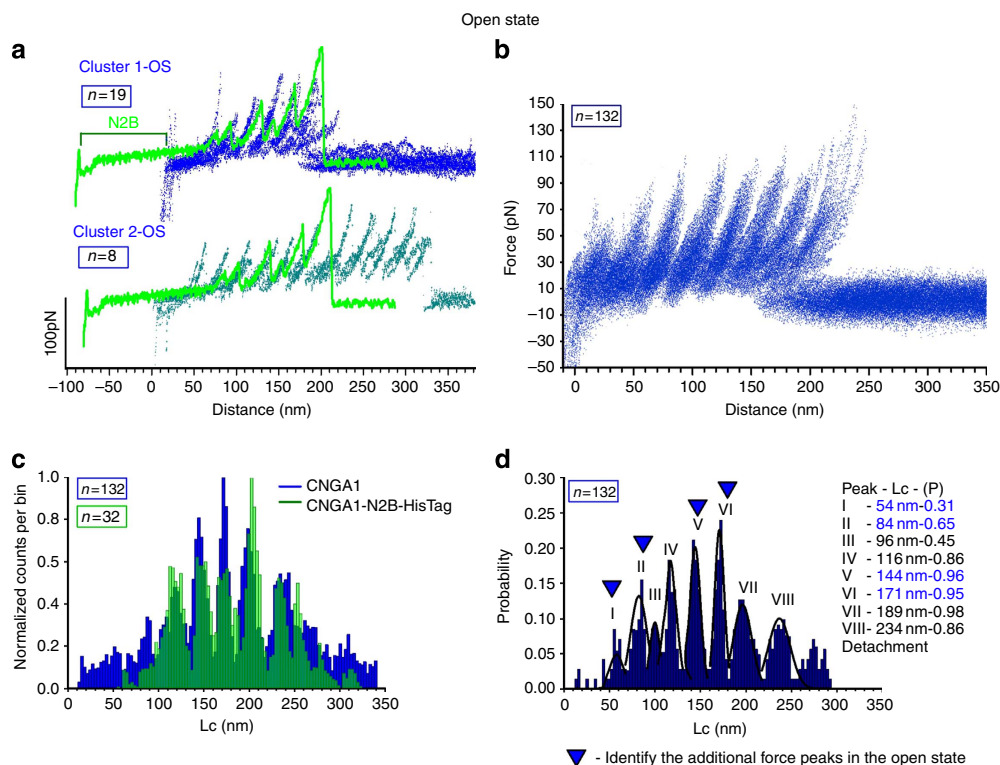 Open state
a
Cluster 1-OS
n=19
N2B
Cluster 2-OS
n=8
100pN
−100 −50 0 50 100 150 200 250 300 350
Distance (nm)
b
n=132
150
130
110
90
70
50
30
10
−10
−30
−50
Force (pN)
0 50 100 150 200 250 300 350
Distance (nm)
c
n=132
n=32
CNGA1
CNGA1-N2B-HisTag
1.0
0.8
0.6
0.4
0.2
0.0
Normalized counts per bin
0 50 100 150 200 250 300 350
Lc (nm)
d
n=132
0.30
0.25
0.20
0.15
0.10
0.05
0.00
Probability
I II III IV V VI VII VIII
0 50 100 150 200 250 300 350
Lc (nm)
Peak - Lc - (P)
I - 54 nm-0.31
II - 84 nm-0.65
III - 96 nm-0.45
IV - 116 nm-0.86
V - 144 nm-0.96
VI - 171 nm-0.95
VII - 189 nm-0.98
VIII- 234 nm-0.86
Detachment
- Identify the additional force peaks in the open state